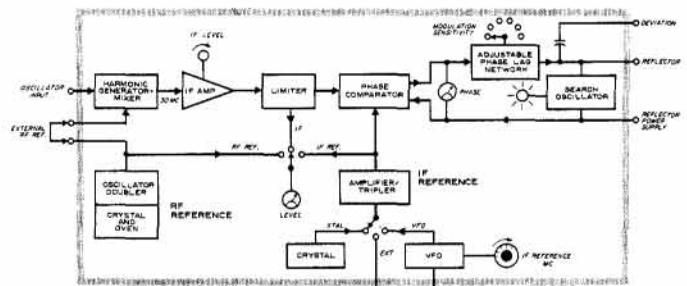 MODULATION
SENSITIVITY
DEVIATION
IF LEVEL
ADJUSTABLE
PHASE LAG
NETWORK
REFLECTOR
OSCILLATOR
INPUT
HARMONIC
GENERATOR-
MIXER
30 MC
IF AMP
LIMITER
PHASE
COMPARATOR
PHASE
SEARCH
OSCILLATOR
REFLECTOR
POWER
SUPPLY
EXTERNAL
RF REF.
IF
RF REF.
IF REF.
OSCILLATOR
DOUBLER
CRYSTAL
AND
OVEN
RF
REFERENCE
LEVEL
AMPLIFIER/
TRIPLER
IF
REFERENCE
XTAL
VFO
EXT
CRYSTAL
VFO
IF REFERENCE
MC